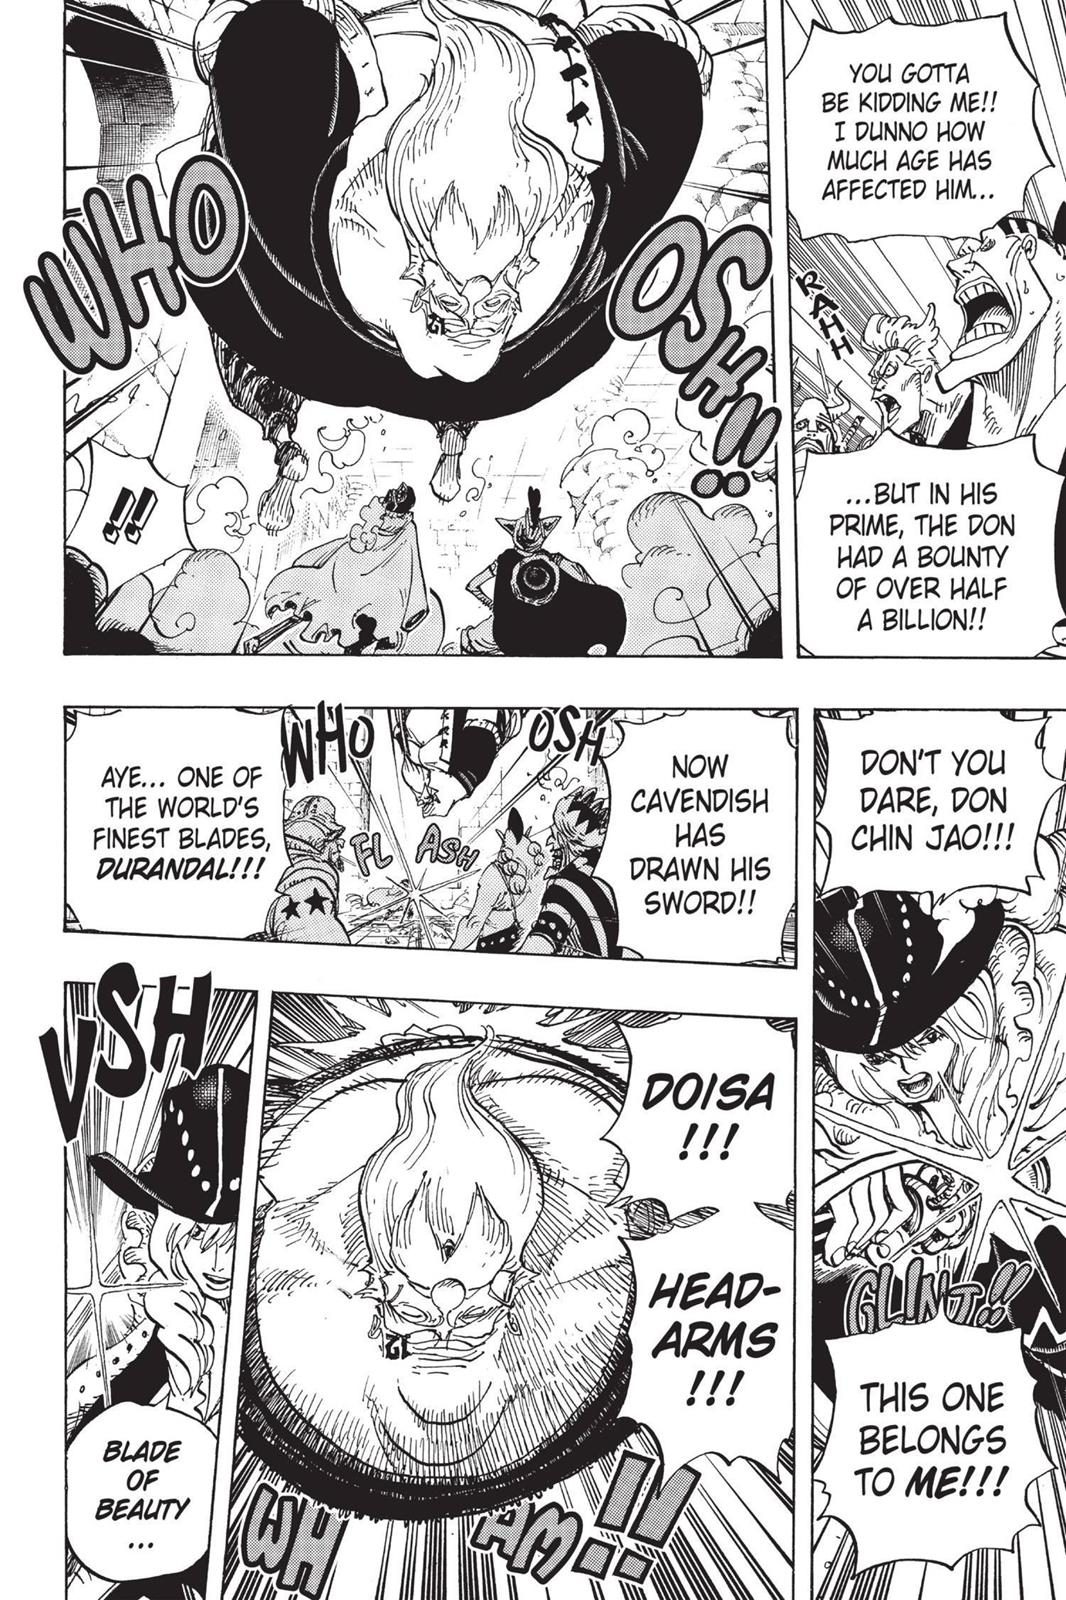 YOU GOTTA
BE KIDDING ME!!
I DUNNO HOW
MUCH AGE HAS
AFFECTED HIM...
RAHH
...BUT IN HIS
PRIME, THE DON
HAD A BOUNTY
OF OVER HALF
A BILLION!!
WHO
OSH!!
!!
DON'T YOU
DARE, DON
CHIN JAO!!!
GLINT!!
THIS ONE
BELONGS
TO ME!!!
NOW
CAVENDISH
HAS
DRAWN HIS
SWORD!!
WHO
OSH
FL
ASH
AYE... ONE OF
THE WORLD'S
FINEST BLADES,
DURANDAL!!!
DOISA
!!!
HEAD-
ARMS
!!!
WH
AM!!
VSH
BLADE
OF
BEAUTY
...